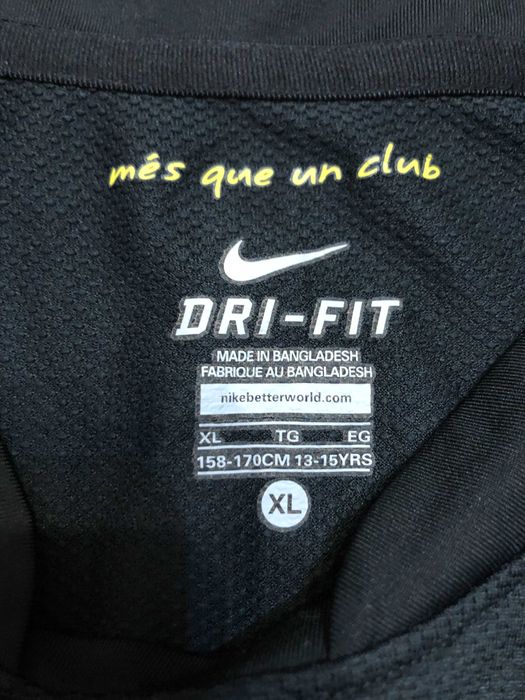 més que un club
DRI-FIT
MADE IN BANGLADESH
FABRIQUE AU BANGLADESH
nikebetterworld.com
XL TG EG
158-170CM 13-15YRS
XL